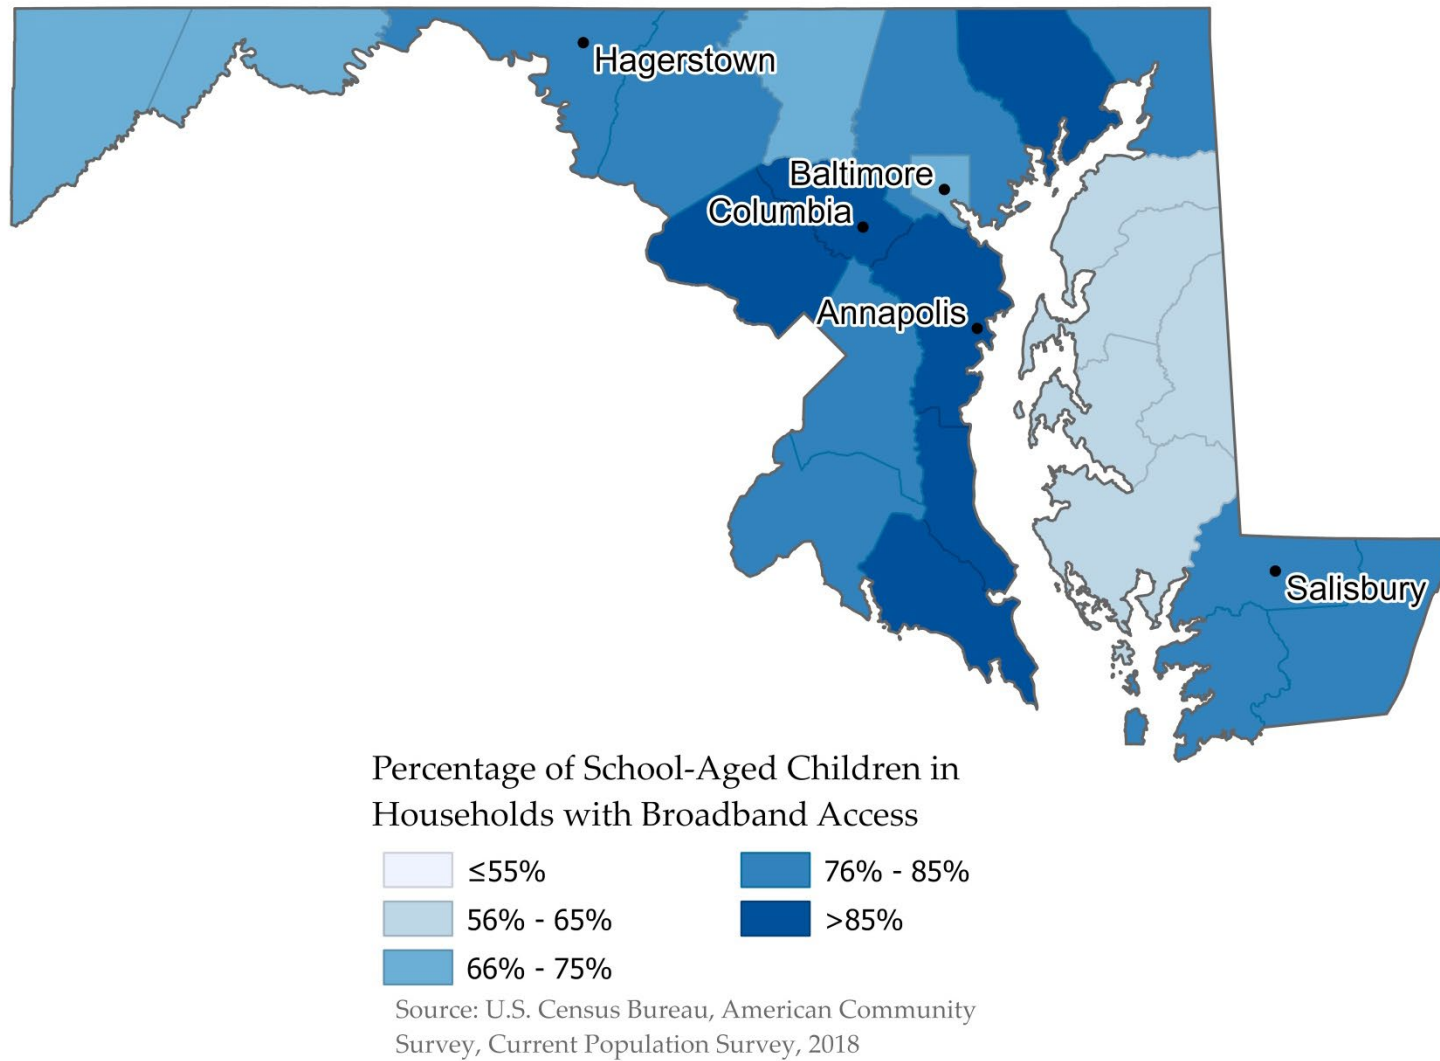 Hagerstown
Baltimore
Columbia
Annapolis
Salisbury
Percentage of School-Aged Children in
Households with Broadband Access
≤55%
56% - 65%
66% - 75%
76% - 85%
>85%
Source: U.S. Census Bureau, American Community
Survey, Current Population Survey, 2018